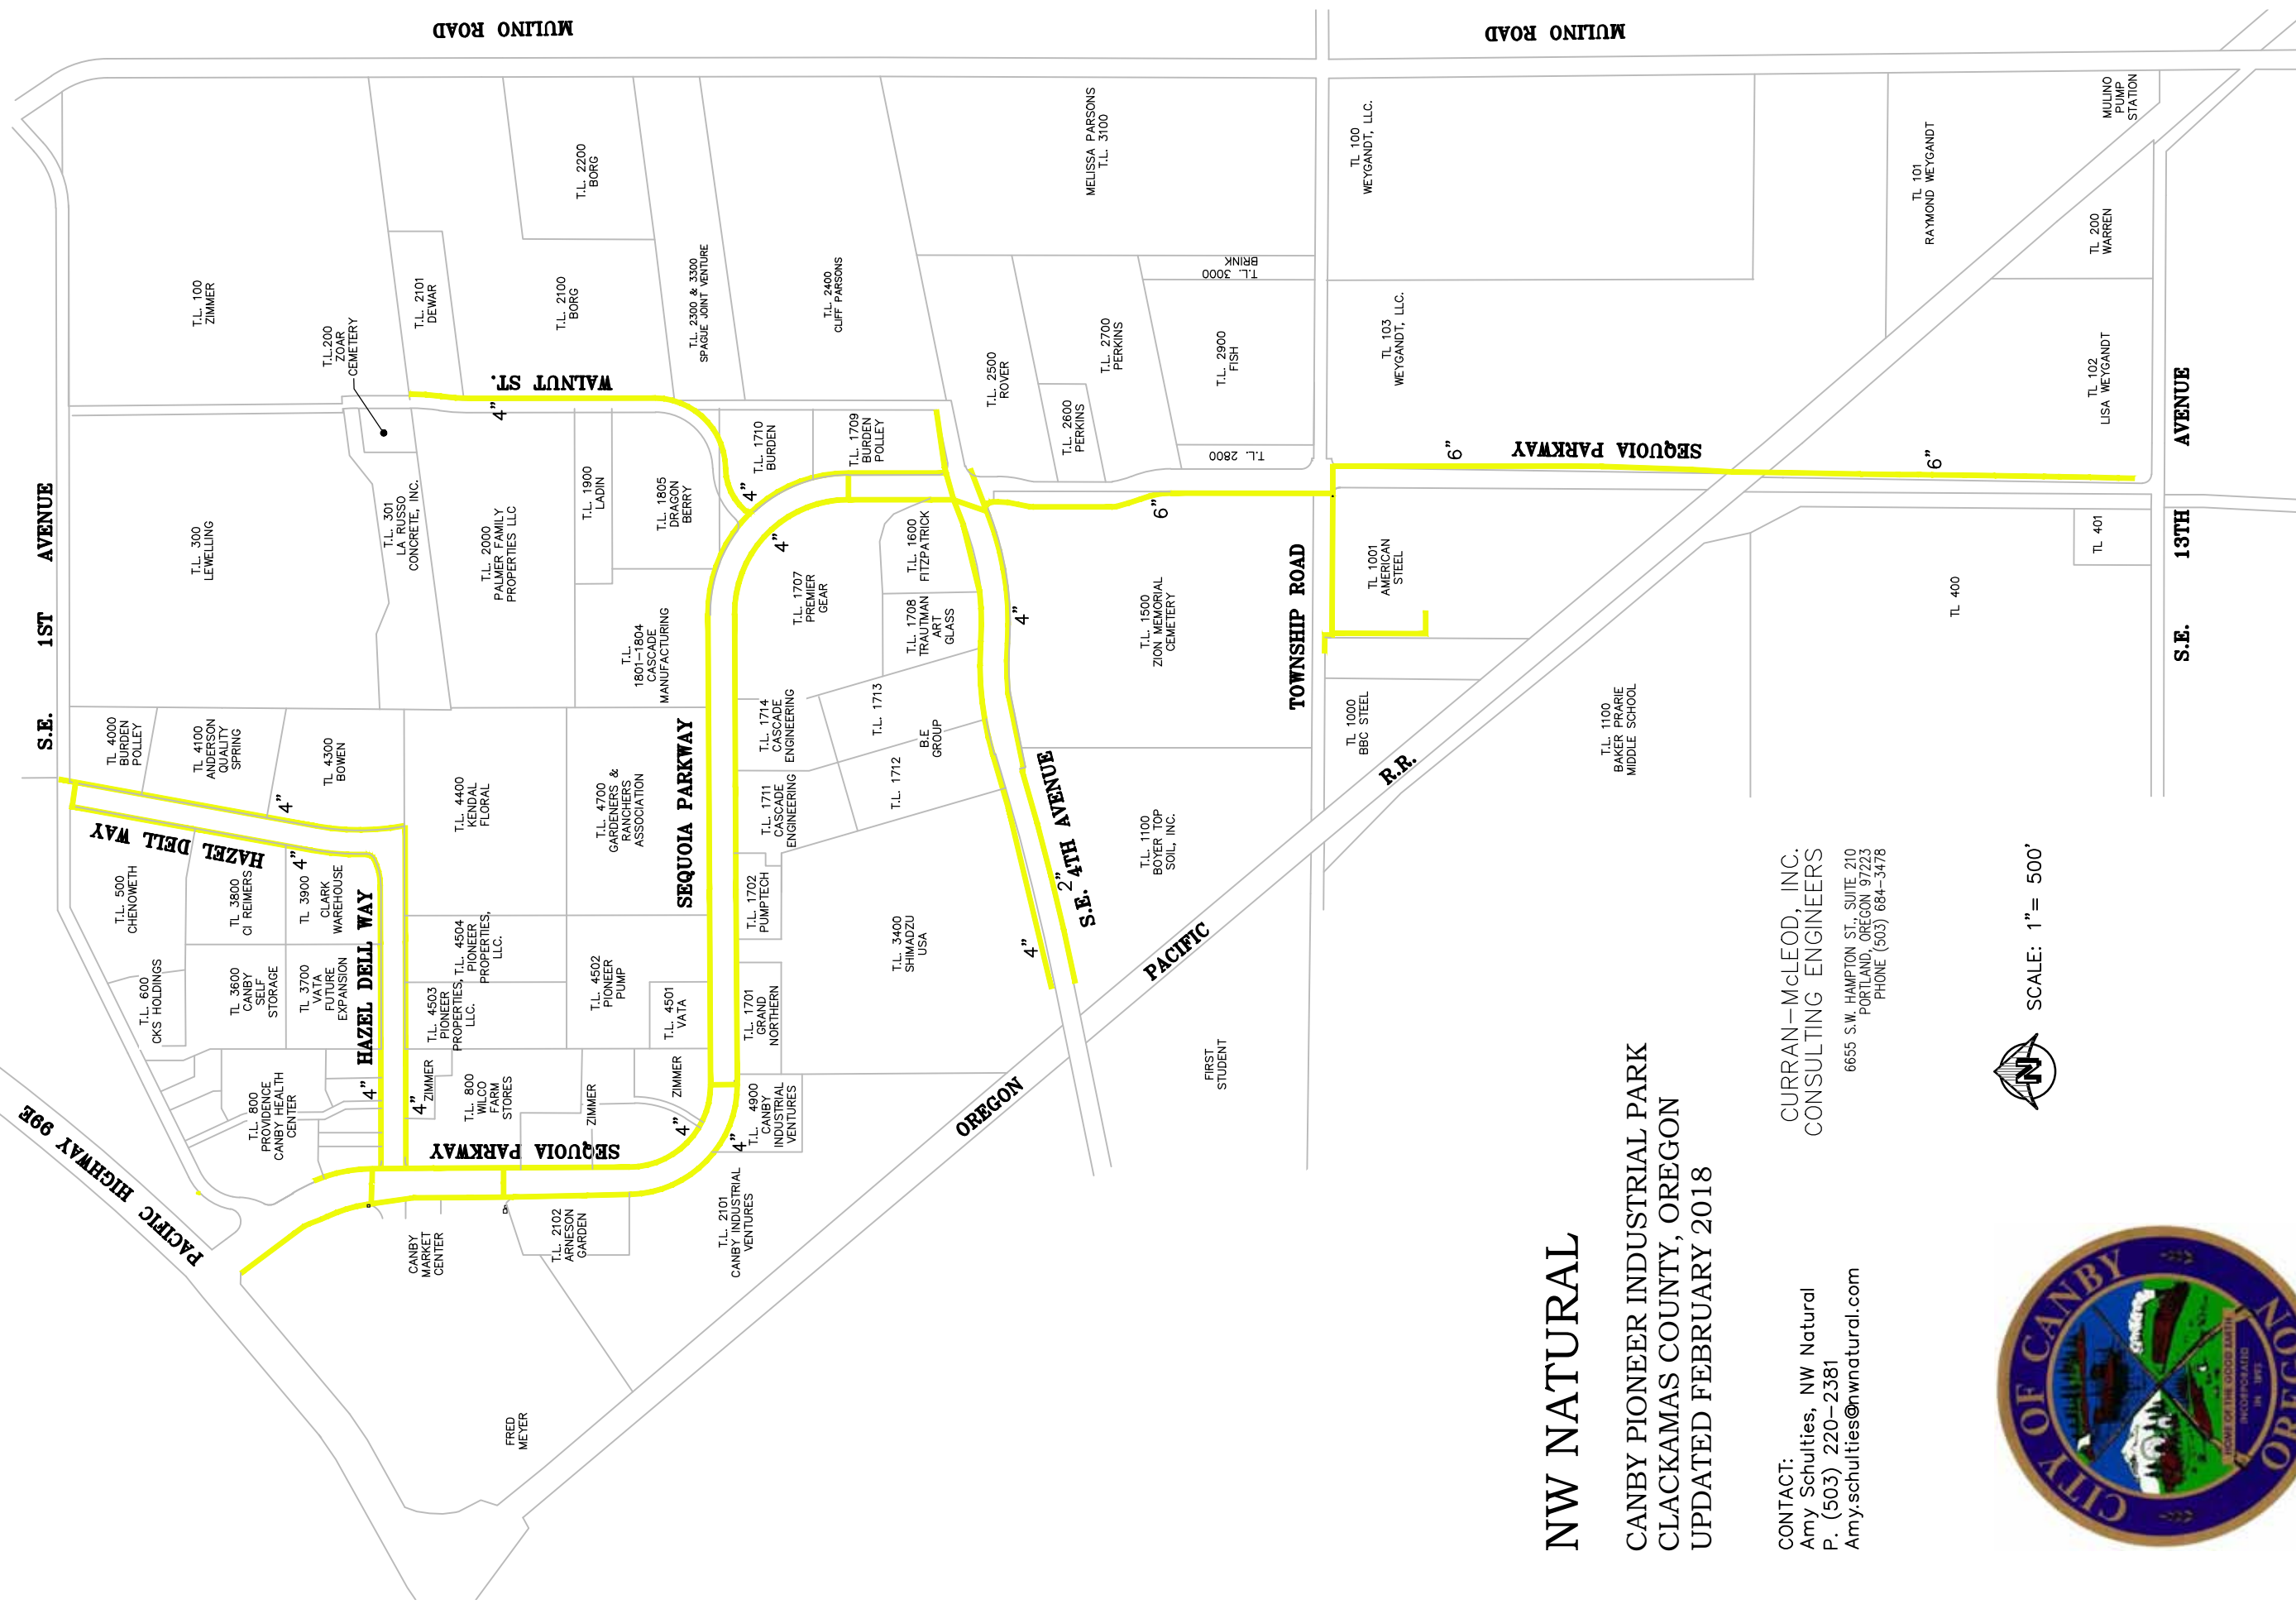 MULINO ROAD
MULINO ROAD
S.E. 1ST AVENUE
T.L. 100
ZIMMER
T.L.200
ZOAR
CEMETERY
T.L. 2101
DEWAR
T.L. 2100
BORG
T.L. 2200
BORG
T.L. 2300 & 3300
SPAGUE JOINT VENTURE
T.L. 2400
CLIFF PARSONS
MELISSA PARSONS
T.L. 3100
T.L. 3000
BRINK
T.L. 2500
ROVER
T.L. 2600
PERKINS
T.L. 2700
PERKINS
T.L. 2900
FISH
T.L. 2800
TL 100
WEYGANDT, LLC.
TL 103
WEYGANDT, LLC.
TL 101
RAYMOND WEYGANDT
MULINO
PUMP
STATION
TL 200
WARREN
TL 102
LISA WEYGANDT
WALNUT ST.
4"
T.L. 300
LEWELLING
T.L. 301
LA RUSSO
CONCRETE, INC.
T.L. 2000
PALMER FAMILY
PROPERTIES LLC
T.L. 1900
LADIN
T.L. 1805
DRAGON
BERRY
T.L.
1801-1804
CASCADE
MANUFACTURING
T.L. 1710
BURDEN
T.L. 1709
BURDEN
POLLEY
4"
4"
T.L. 1707
PREMIER
GEAR
T.L. 1600
FITZPATRICK
T.L. 1708
TRAUTMAN
ART
GLASS
4"
6"
T.L. 1500
ZION MEMORIAL
CEMETERY
TOWNSHIP ROAD
SEQUOIA PARKWAY
6"
6"
TL 1001
AMERICAN
STEEL
TL 1000
BBC STEEL
T.L. 1100
BAKER PRARIE
MIDDLE SCHOOL
TL 400
TL 401
S.E. 13TH AVENUE
TL 4000
BURDEN
POLLEY
TL 4100
ANDERSON
QUALITY
SPRING
TL 4300
BOWEN
4"
HAZEL DELL WAY
4"
T.L. 4400
KENDAL
FLORAL
T.L. 4700
GARDENERS &
RANCHERS
ASSOCIATION
SEQUOIA PARKWAY
T.L. 1714
CASCADE
ENGINEERING
T.L. 1711
CASCADE
ENGINEERING
T.L. 1713
B.E
GROUP
T.L. 1712
T.L. 1702
PUMPTECH
T.L. 3400
SHIMADZU
USA
T.L. 1701
GRAND
NORTHERN
S.E. 4TH AVENUE
2"
4"
T.L. 1100
BOYER TOP
SOIL, INC.
T.L. 500
CHENOWETH
T.L. 600
CKS HOLDINGS
TL 3800
CI REIMERS
TL 3900
CLARK
WAREHOUSE
TL 3600
CANBY
SELF
STORAGE
TL 3700
VATA
FUTURE
EXPANSION
HAZEL DELL WAY
4"
4"
T.L. 4504
PIONEER
PROPERTIES,
LLC.
T.L. 4503
PIONEER
PROPERTIES,
LLC.
T.L. 4502
PIONEER
PUMP
T.L. 4501
VATA
T.L. 800
PROVIDENCE
CANBY HEALTH
CENTER
ZIMMER
T.L. 800
WILCO
FARM
STORES
ZIMMER
ZIMMER
4"
4"
T.L. 4900
CANBY
INDUSTRIAL
VENTURES
SEQUOIA PARKWAY
CANBY
MARKET
CENTER
T.L. 2102
ARNESON
GARDEN
T.L. 2101
CANBY INDUSTRIAL
VENTURES
PACIFIC HIGHWAY 99E
FRED
MEYER
FIRST
STUDENT
OREGON PACIFIC R.R.
NW NATURAL
CANBY PIONEER INDUSTRIAL PARK
CLACKAMAS COUNTY, OREGON
UPDATED FEBRUARY 2018
CONTACT:
Amy Schulties, NW Natural
P. (503) 220-2381
Amy.schulties@nwnatural.com
CURRAN-McLEOD, INC.
CONSULTING ENGINEERS
6655 S.W. HAMPTON ST., SUITE 210
PORTLAND, OREGON 97223
PHONE (503) 684-3478
N
SCALE: 1"= 500'
CITY OF CANBY
OREGON
HOME OF THE GOOD EARTH
INCORPORATED
IN 1893